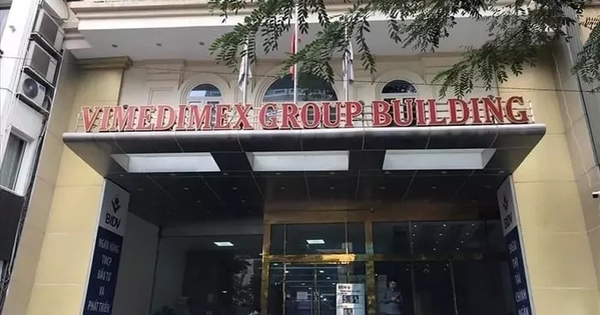 VIMEDIMEX GROUP BUILDING
BIDV
NGÂN HÀNG
TMCP
ĐẦU TƯ
VÀ
PHÁT TRIỂN
BIDV